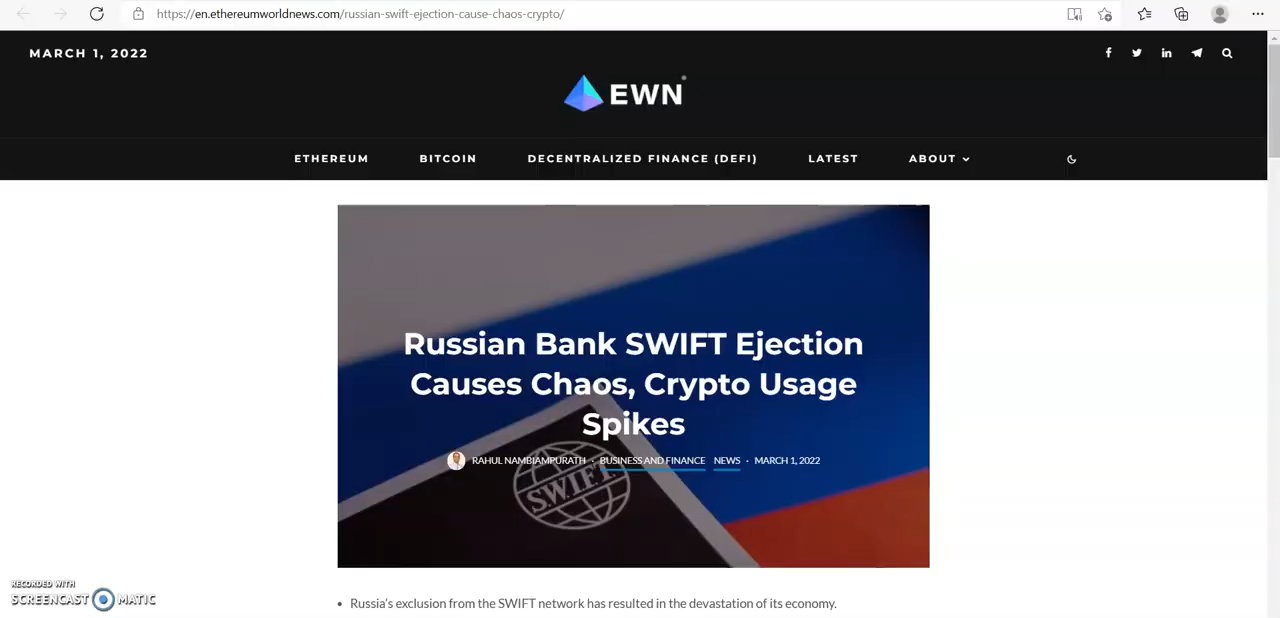 https://en.ethereumworldnews.com/russian-swift-ejection-cause-chaos-crypto/
MARCH 1, 2022
EWN
ETHEREUM BITCOIN DECENTRALIZED FINANCE (DEFI) LATEST ABOUT
Russian Bank SWIFT Ejection
Causes Chaos, Crypto Usage
Spikes
RAHUL NAMBIAMPURATH · BUSINESS AND FINANCE NEWS · MARCH 1, 2022
S.W.I.F.T.
RECORDED WITH
SCREENCAST MATIC
• Russia's exclusion from the SWIFT network has resulted in the devastation of its economy.